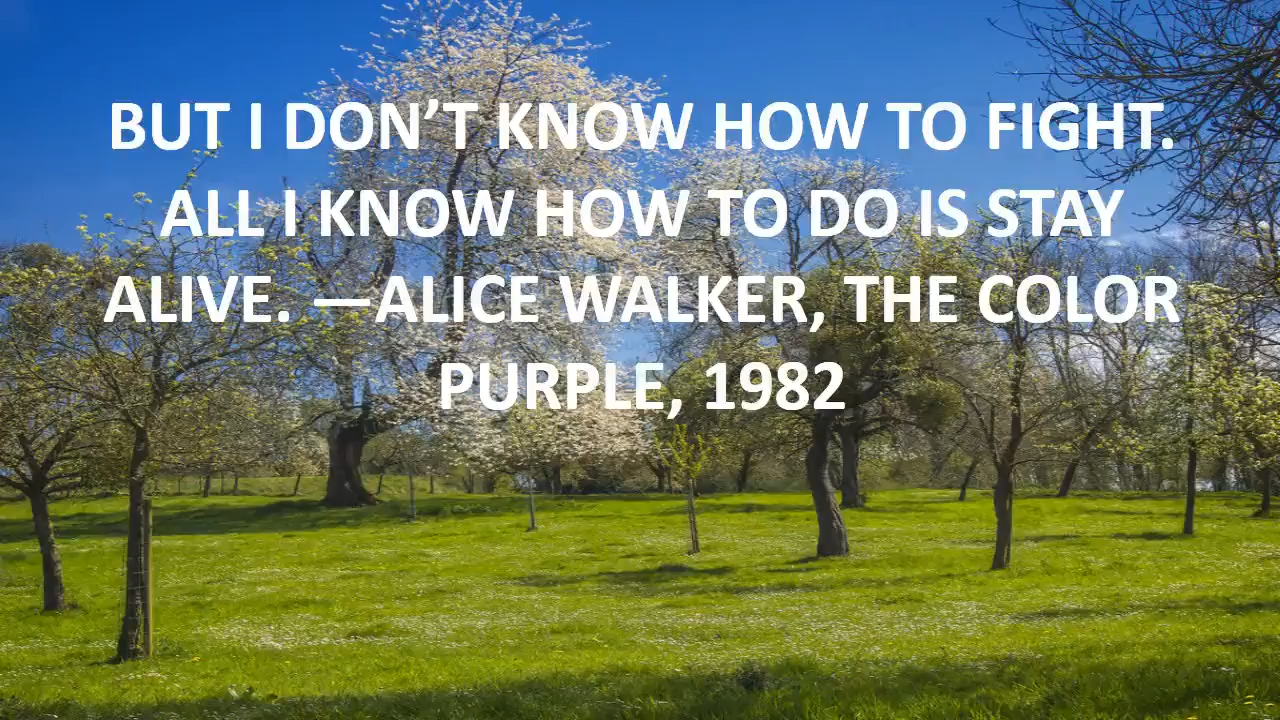 BUT I DON’T KNOW HOW TO FIGHT.
ALL I KNOW HOW TO DO IS STAY
ALIVE. —ALICE WALKER, THE COLOR
PURPLE, 1982